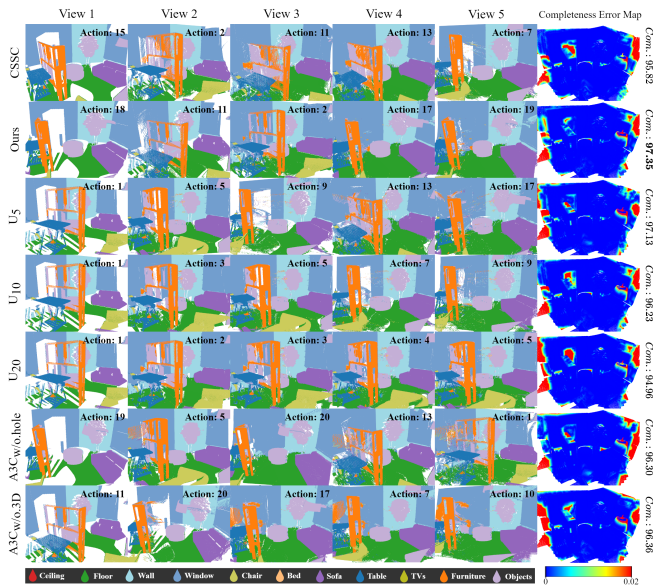 View 1 View 2 View 3 View 4 View 5 Completeness Error Map
CSSC Action: 15 Action: 2 Action: 11 Action: 13 Action: 7 Com.: 95.82
Ours Action: 18 Action: 11 Action: 2 Action: 17 Action: 19 Com.: 97.35
U5 Action: 1 Action: 5 Action: 9 Action: 13 Action: 17 Com.: 97.13
U10 Action: 1 Action: 3 Action: 5 Action: 7 Action: 9 Com.: 96.23
U20 Action: 1 Action: 2 Action: 3 Action: 4 Action: 5 Com.: 94.96
A3Cw/o.hole Action: 19 Action: 5 Action: 20 Action: 13 Action: 1 Com.: 96.30
A3Cw/o.3D Action: 11 Action: 20 Action: 17 Action: 7 Action: 10 Com.: 96.36
Ceiling Floor Wall Window Chair Bed Sofa Table TVs Furniture Objects
0 0.02